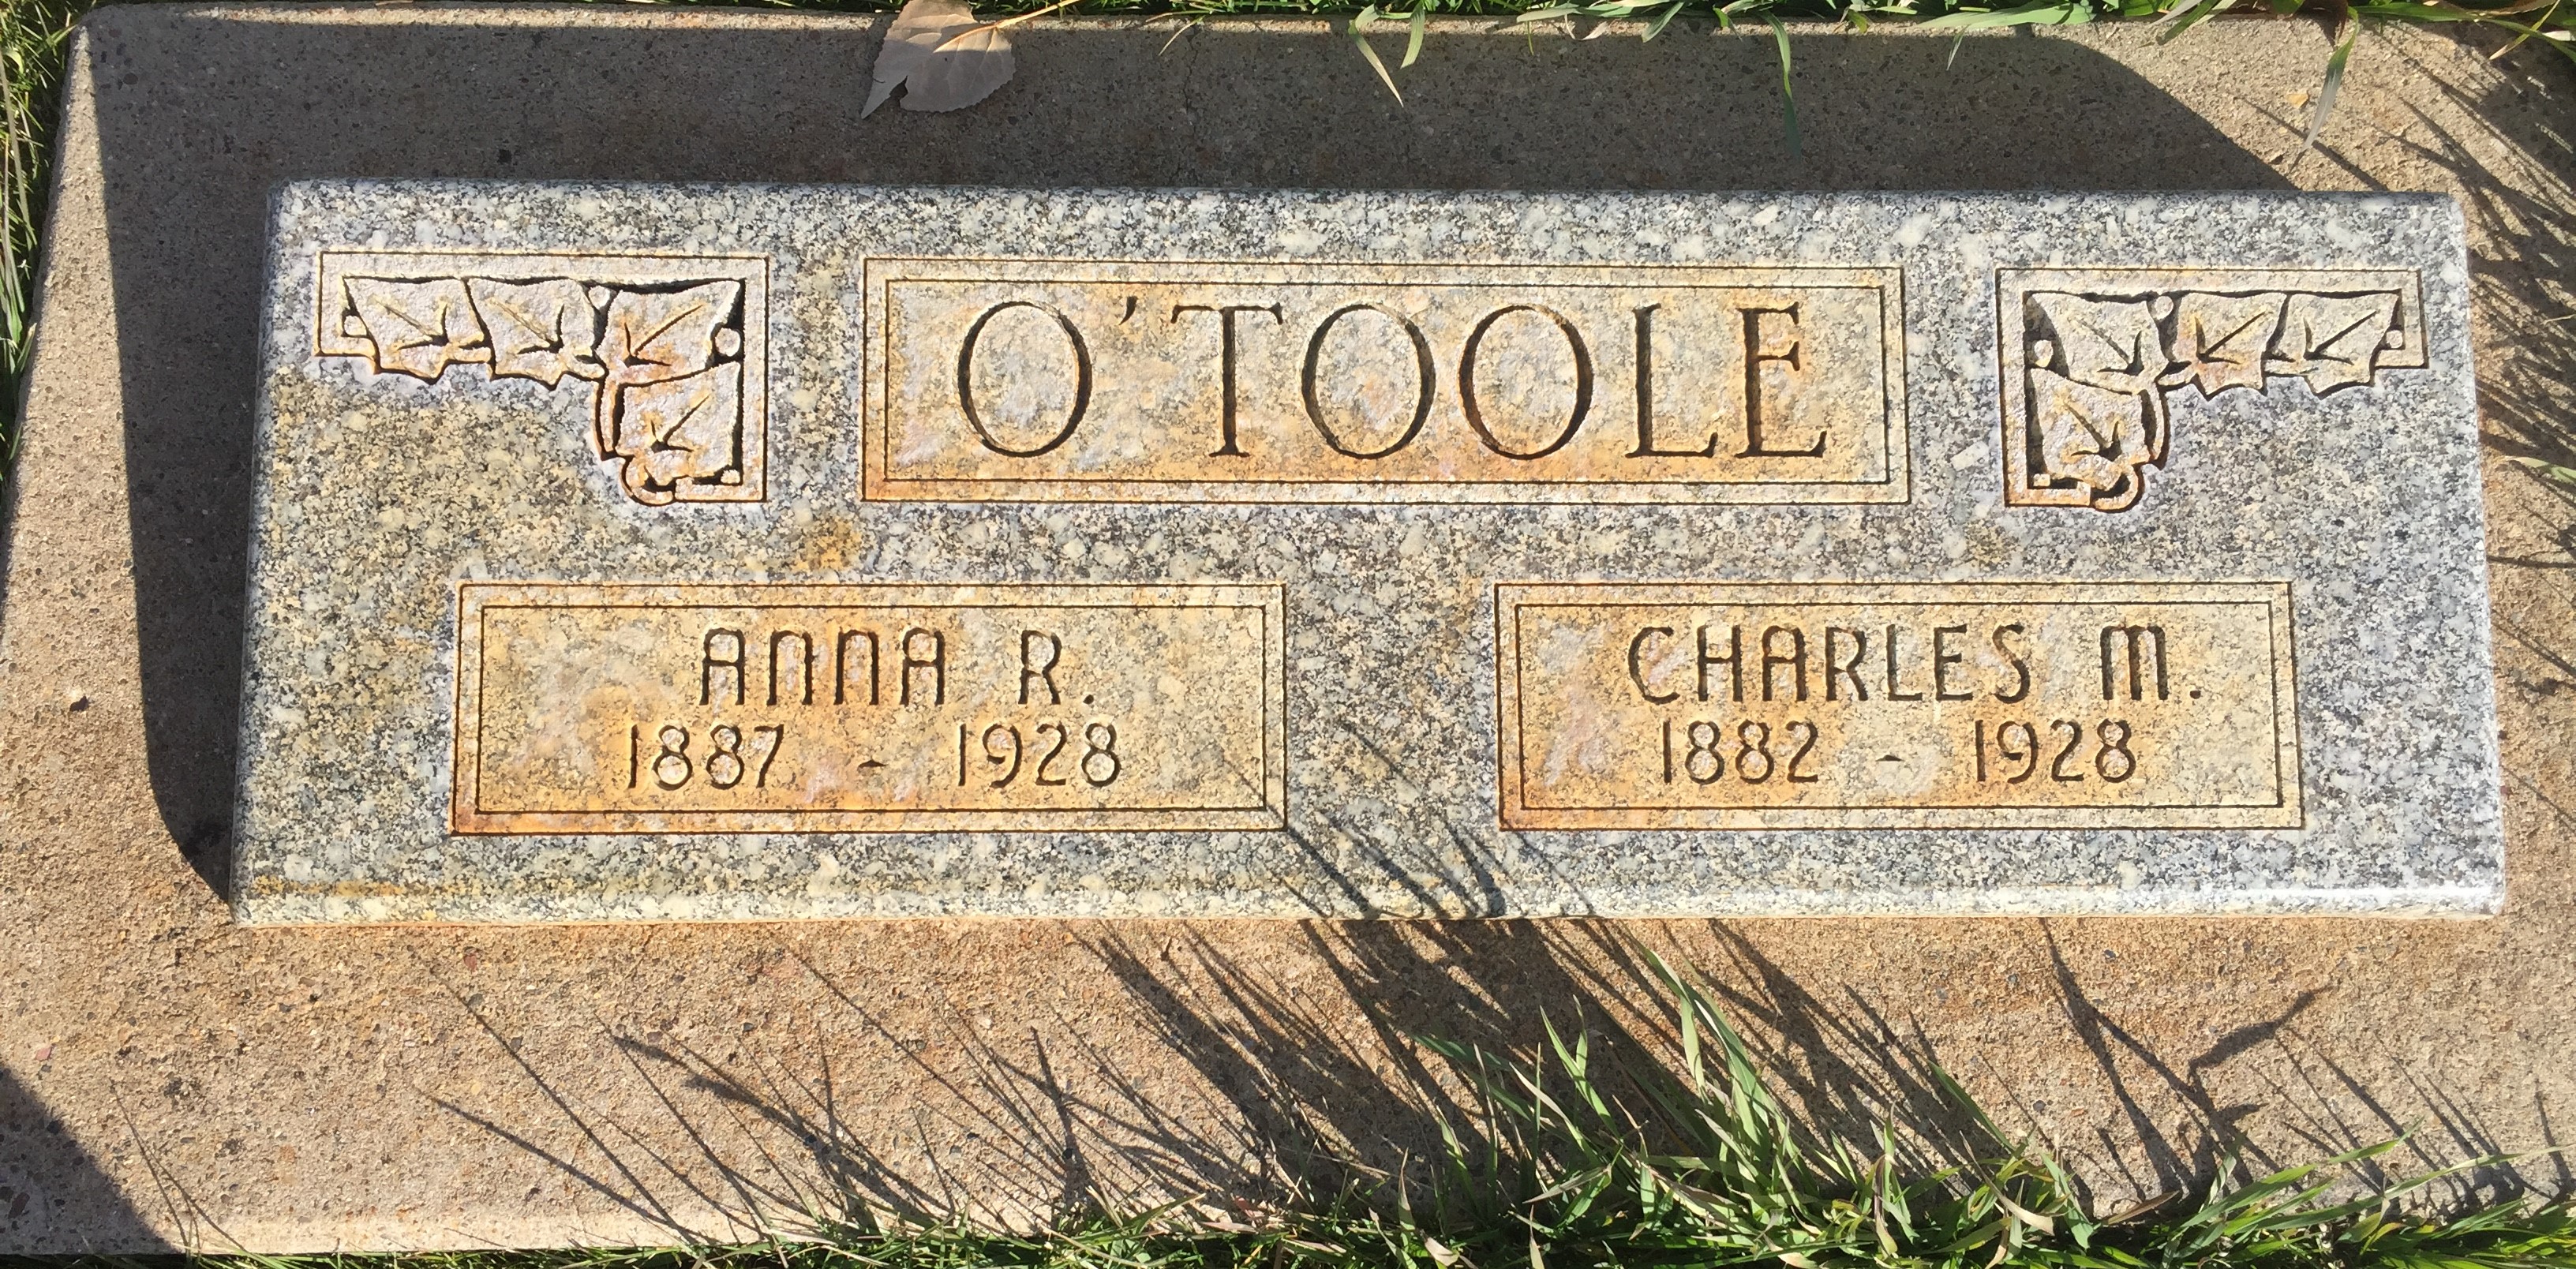 O'TOOLE
ANNA R.
1887 - 1928
CHARLES M.
1882 - 1928